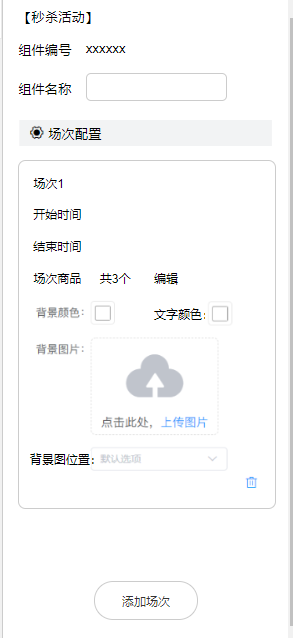 【秒杀活动】
组件编号 xxxxxx
组件名称
场次配置
场次1
开始时间
结束时间
场次商品 共3个 编辑
背景颜色： 文字颜色：
背景图片：
点击此处，上传图片
背景图位置： 默认选项
添加场次